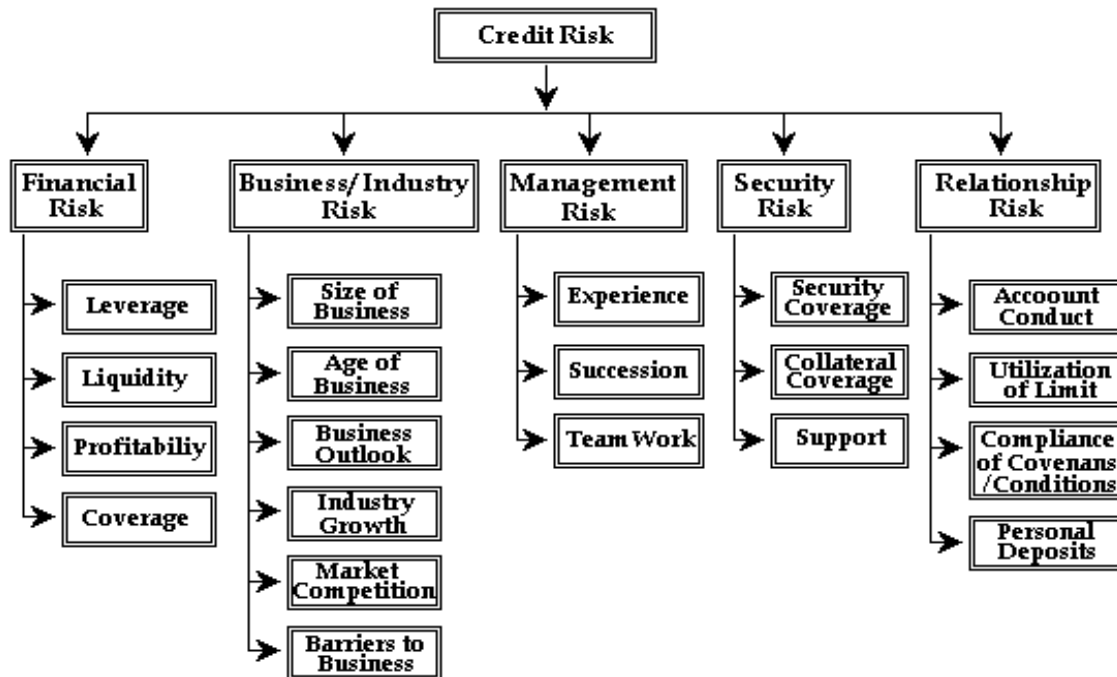 Credit Risk
Financial
Risk
Business/ Industry
Risk
Management
Risk
Security
Risk
Relationship
Risk
Leverage
Liquidity
Profitabiliy
Coverage
Size of
Business
Age of
Business
Business
Outlook
Industry
Growth
Market
Competition
Barriers to
Business
Experience
Succession
Team Work
Security
Coverage
Collateral
Coverage
Support
Accoount
Conduct
Utilization
of Limit
Compliance
of Covenans
/Conditions
Personal
Deposits